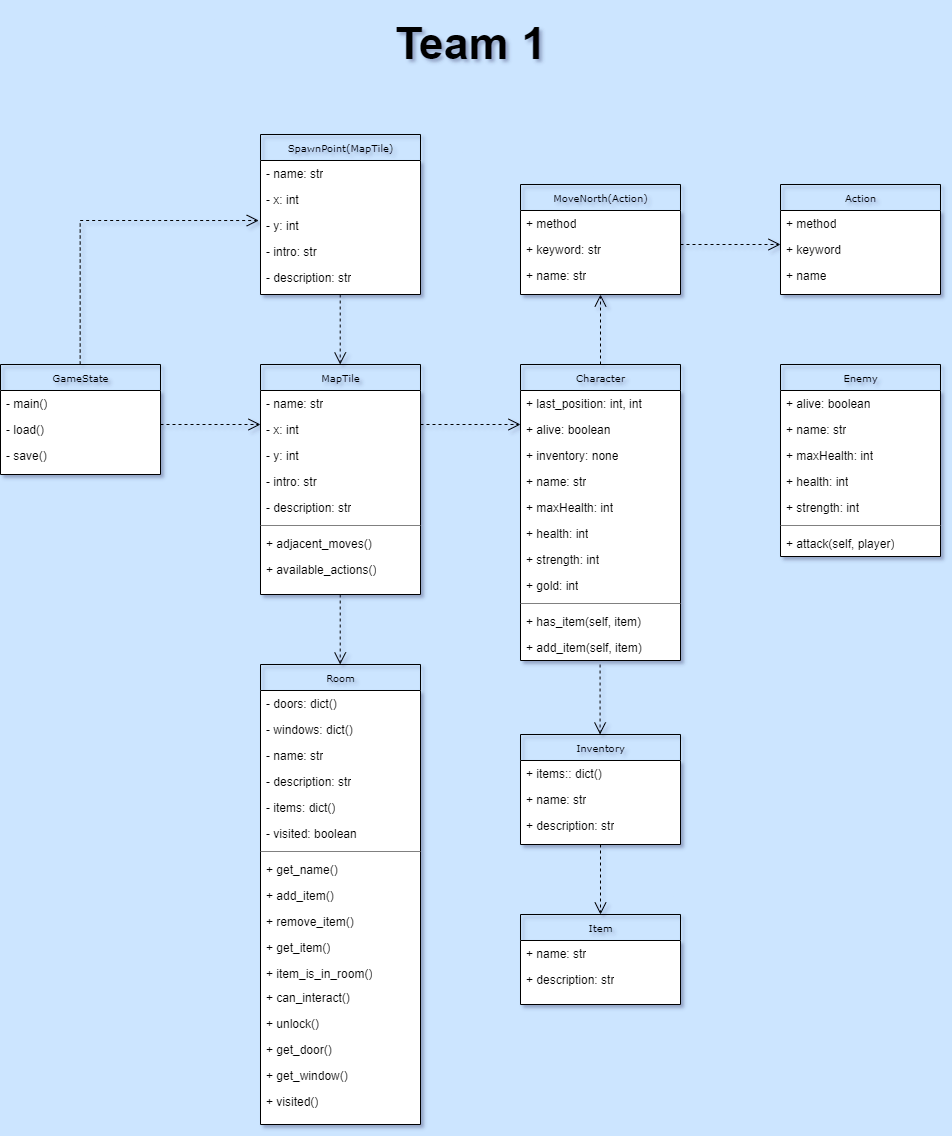 Team 1
SpawnPoint(MapTile)
- name: str
- x: int
- y: int
- intro: str
- description: str
MoveNorth(Action)
+ method
+ keyword: str
+ name: str
Action
+ method
+ keyword
+ name
GameState
- main()
- load()
- save()
MapTile
- name: str
- x: int
- y: int
- intro: str
- description: str
+ adjacent_moves()
+ available_actions()
Character
+ last_position: int, int
+ alive: boolean
+ inventory: none
+ name: str
+ maxHealth: int
+ health: int
+ strength: int
+ gold: int
+ has_item(self, item)
+ add_item(self, item)
Enemy
+ alive: boolean
+ name: str
+ maxHealth: int
+ health: int
+ strength: int
+ attack(self, player)
Room
- doors: dict()
- windows: dict()
- name: str
- description: str
- items: dict()
- visited: boolean
+ get_name()
+ add_item()
+ remove_item()
+ get_item()
+ item_is_in_room()
+ can_interact()
+ unlock()
+ get_door()
+ get_window()
+ visited()
Inventory
+ items:: dict()
+ name: str
+ description: str
Item
+ name: str
+ description: str